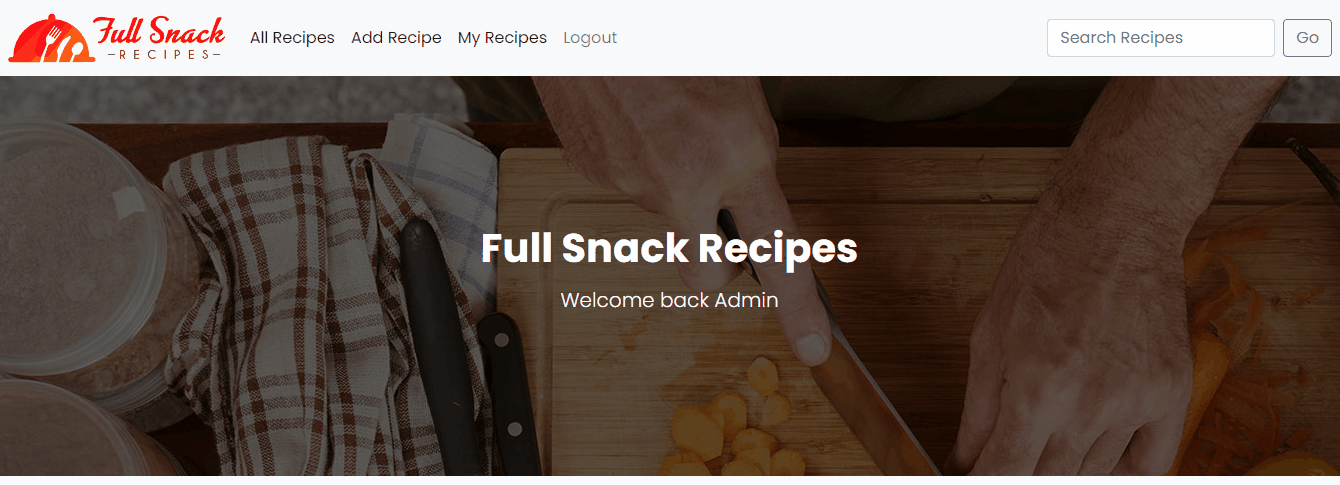 Full Snack
RECIPES
All Recipes Add Recipe My Recipes Logout
Search Recipes Go
Full Snack Recipes
Welcome back Admin